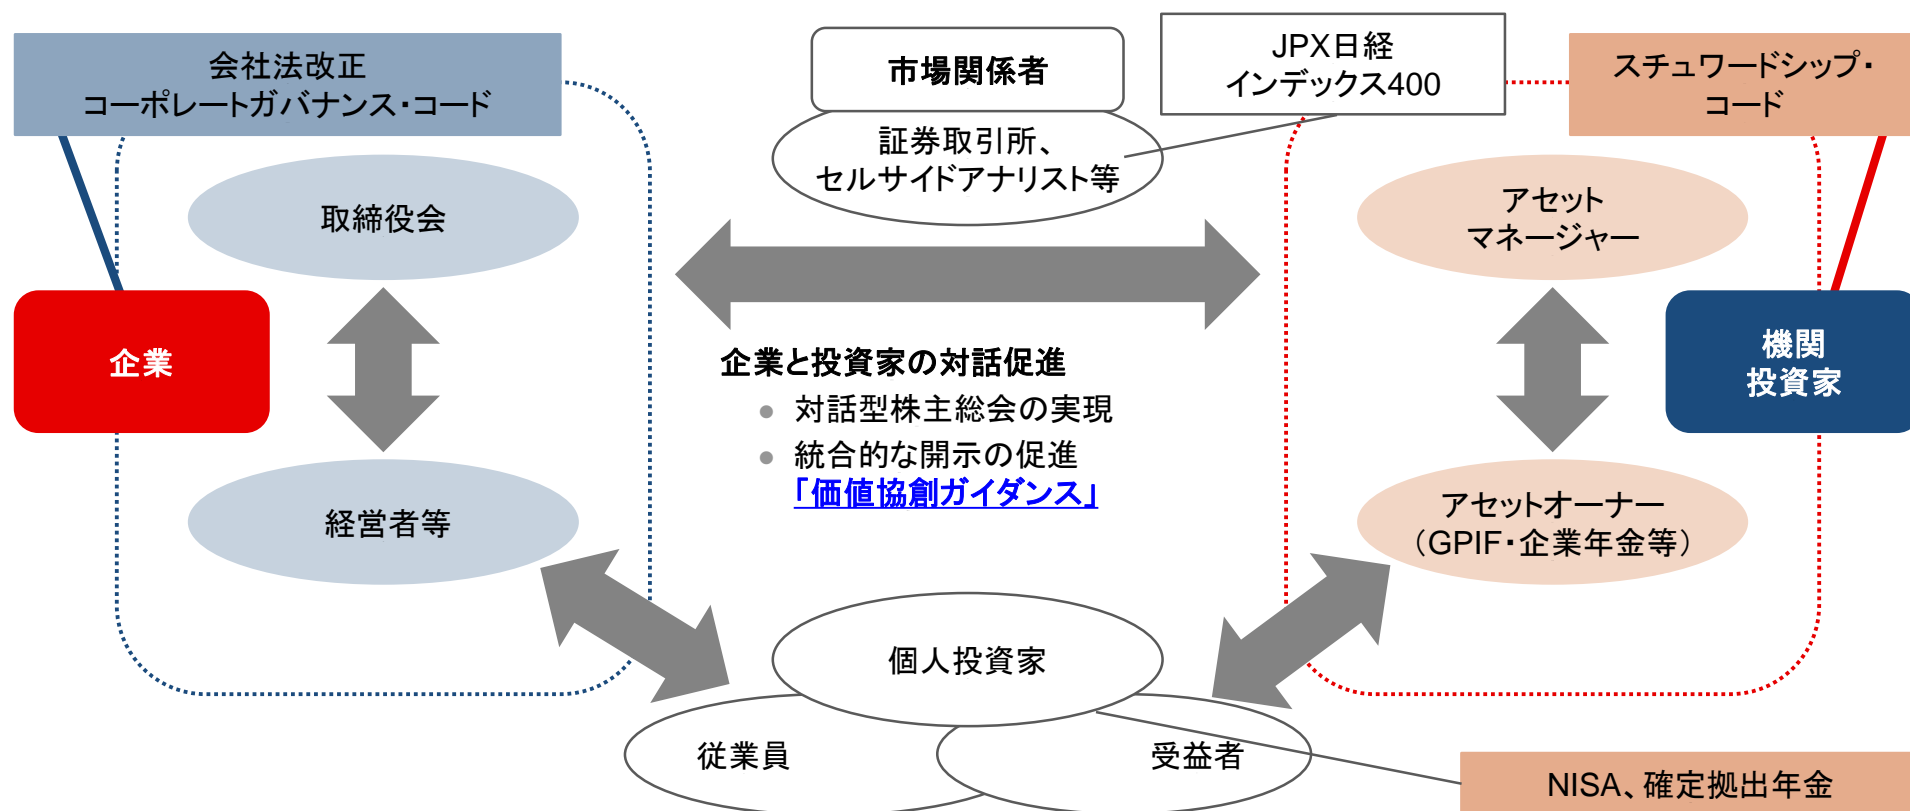 会社法改正
コーポレートガバナンス・コード
市場関係者
証券取引所、
セルサイドアナリスト等
JPX日経
インデックス400
スチュワードシップ・
コード
取締役会
アセット
マネージャー
企業
機関
投資家
企業と投資家の対話促進
● 対話型株主総会の実現
● 統合的な開示の促進
「価値協創ガイダンス」
経営者等
アセットオーナー
（GPIF・企業年金等）
個人投資家
従業員
受益者
NISA、確定拠出年金